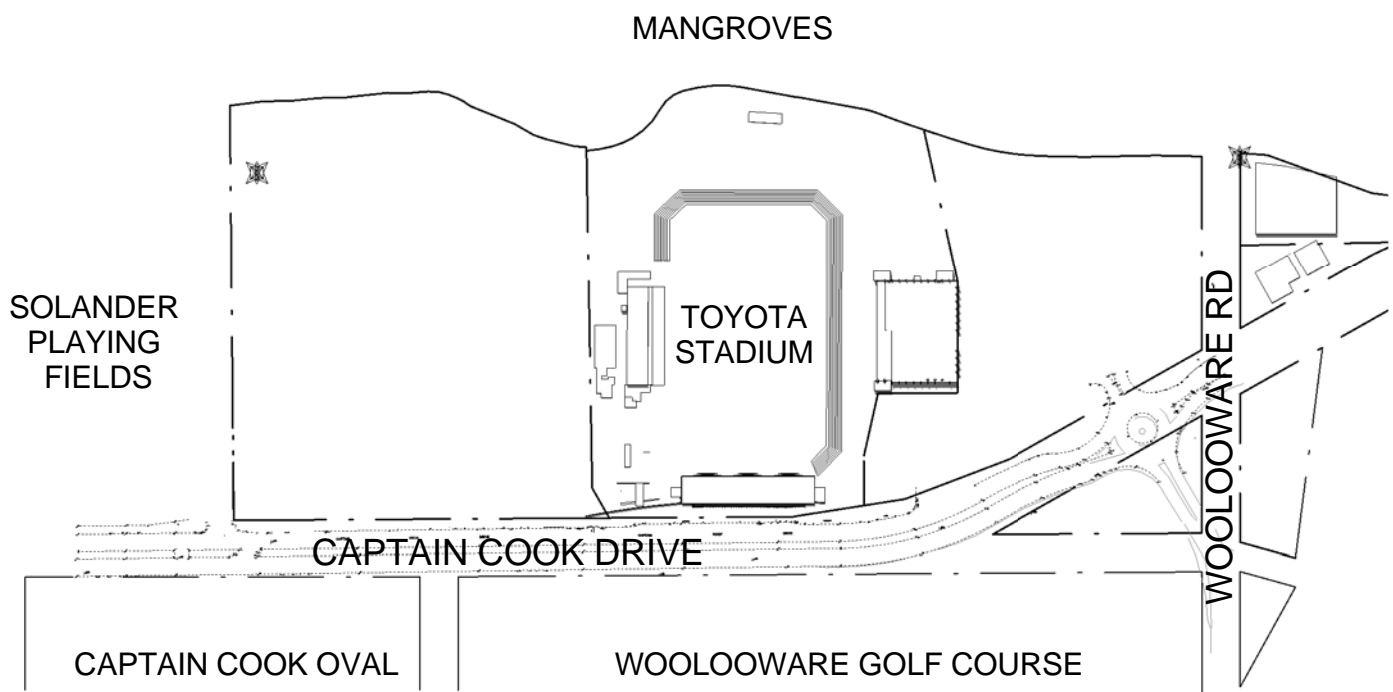 MANGROVES
SOLANDER
PLAYING
FIELDS
TOYOTA
STADIUM
WOOLOOWARE RD
CAPTAIN COOK DRIVE
CAPTAIN COOK OVAL
WOOLOOWARE GOLF COURSE